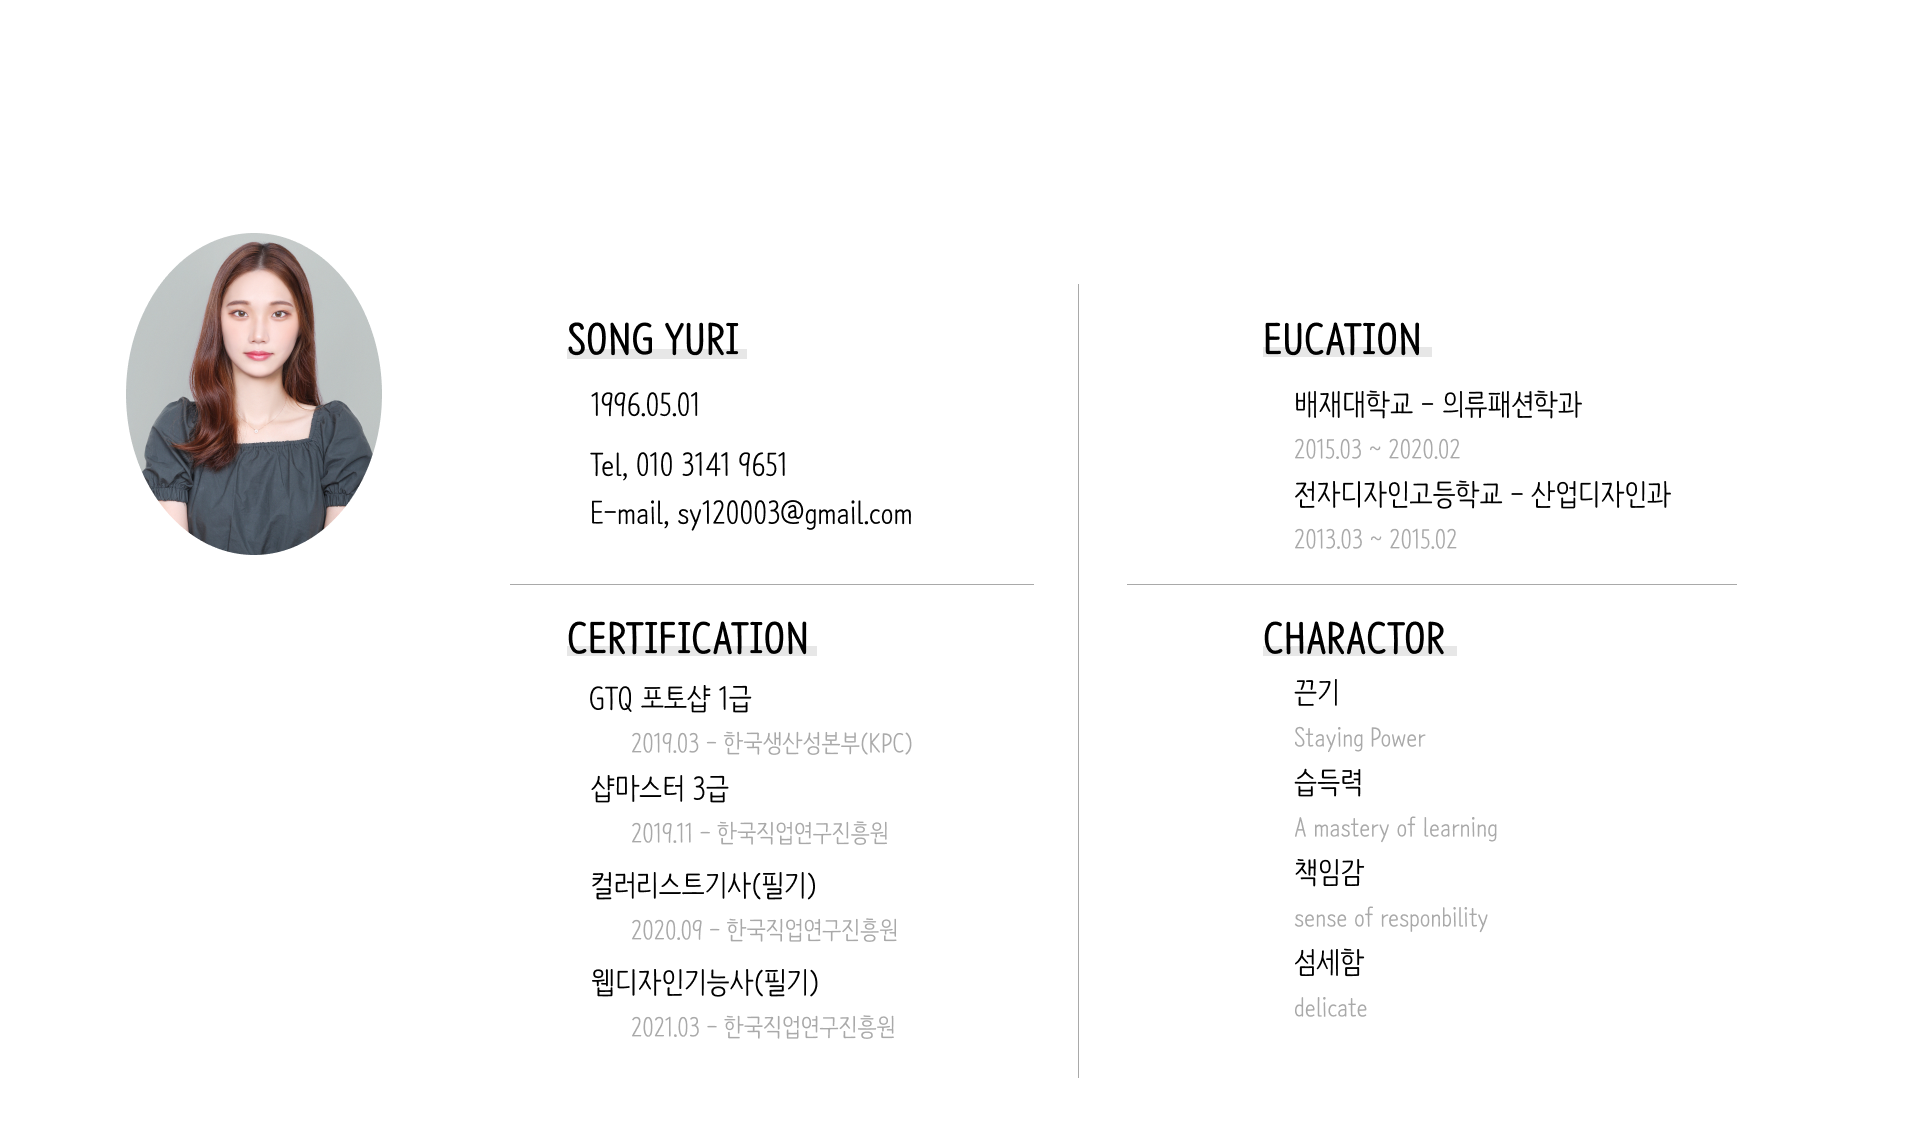 SONG YURI
1996.05.01
Tel, 010 3141 9651
E-mail, sy120003@gmail.com
CERTIFICATION
GTQ 포토샵 1급
2019.03 - 한국생산성본부(KPC)
샵마스터 3급
2019.11 - 한국직업연구진흥원
컬러리스트기사(필기)
2020.09 - 한국직업연구진흥원
웹디자인기능사(필기)
2021.03 - 한국직업연구진흥원
EUCATION
배재대학교 - 의류패션학과
2015.03 ~ 2020.02
전자디자인고등학교 - 산업디자인과
2013.03 ~ 2015.02
CHARACTOR
끈기
Staying Power
습득력
A mastery of learning
책임감
sense of responbility
섬세함
delicate